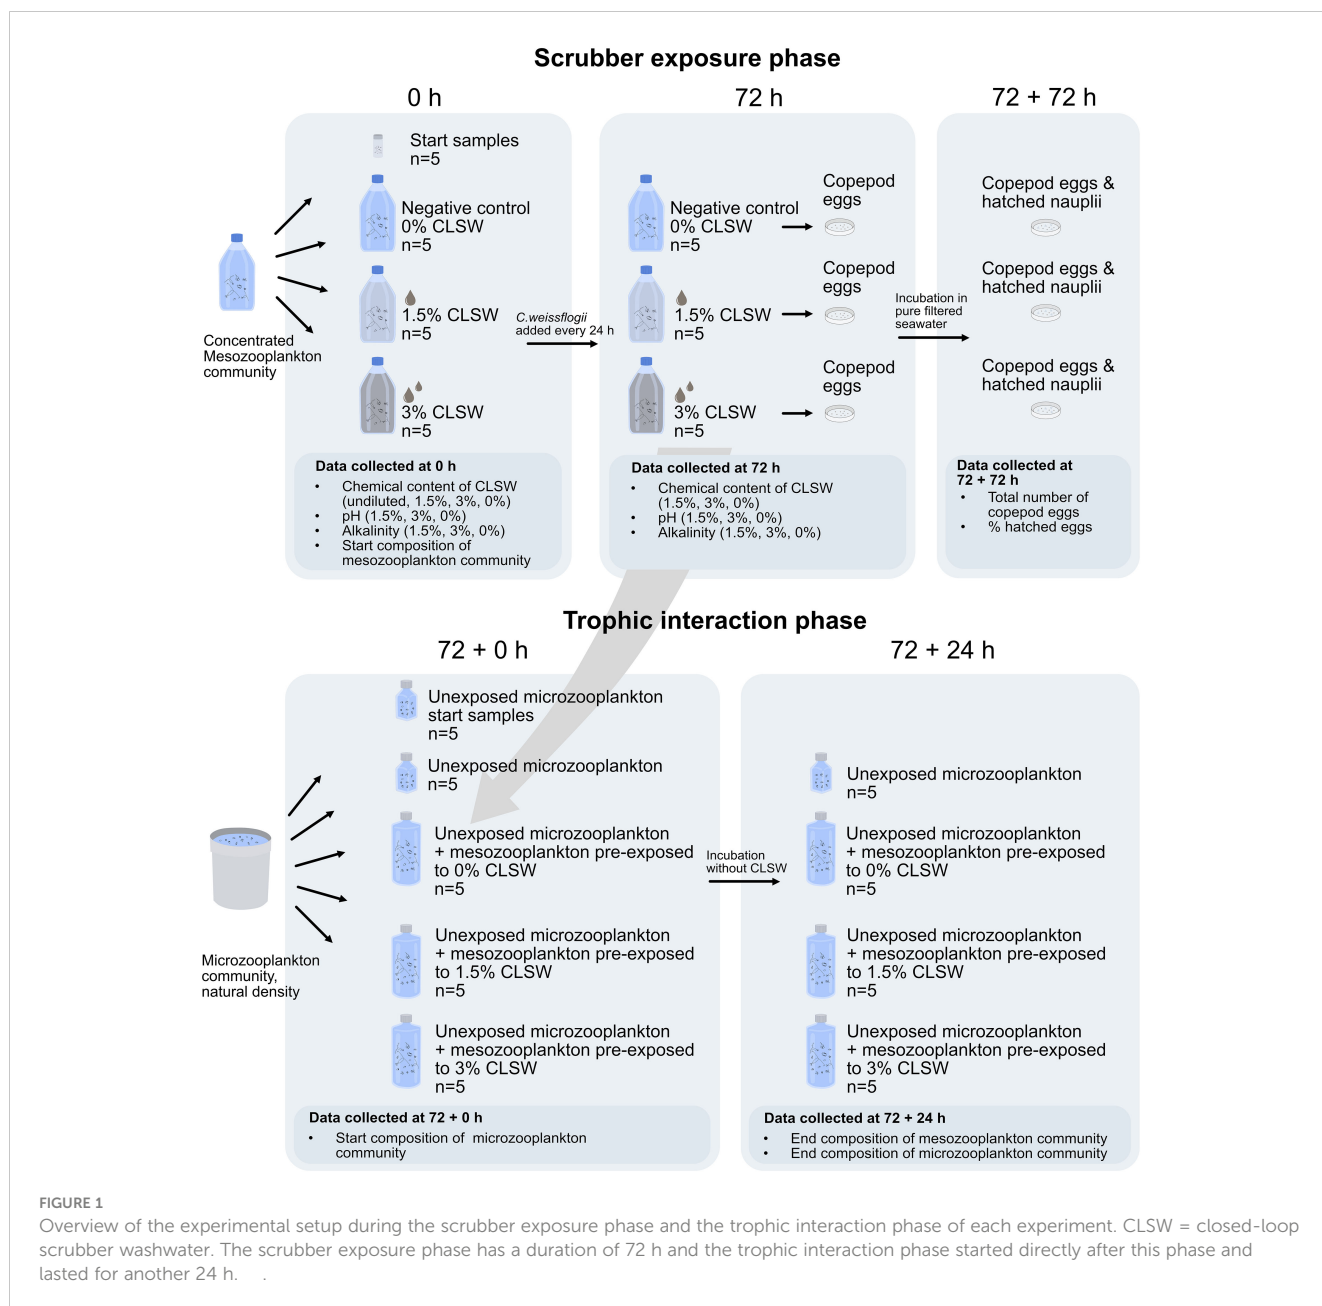 Scrubber exposure phase
0 h
72 h
72 + 72 h
Start samples
n=5
Negative control
0% CLSW
n=5
1.5% CLSW
n=5
3% CLSW
n=5
Concentrated
Mesozooplankton
community
C.weissflogii
added every 24 h
Negative control
0% CLSW
n=5
1.5% CLSW
n=5
3% CLSW
n=5
Copepod
eggs
Copepod
eggs
Copepod
eggs
Incubation in
pure filtered
seawater
Copepod eggs &
hatched nauplii
Copepod eggs &
hatched nauplii
Copepod eggs &
hatched nauplii
Data collected at 0 h
• Chemical content of CLSW
(undiluted, 1.5%, 3%, 0%)
• pH (1.5%, 3%, 0%)
• Alkalinity (1.5%, 3%, 0%)
• Start composition of
mesozooplankton community
Data collected at 72 h
• Chemical content of CLSW
(1.5%, 3%, 0%)
• pH (1.5%, 3%, 0%)
• Alkalinity (1.5%, 3%, 0%)
Data collected at
72 + 72 h
• Total number of
copepod eggs
• % hatched eggs
Trophic interaction phase
72 + 0 h
72 + 24 h
Unexposed microzooplankton
start samples
n=5
Unexposed microzooplankton
n=5
Unexposed microzooplankton
+ mesozooplankton pre-exposed
to 0% CLSW
n=5
Unexposed microzooplankton
+ mesozooplankton pre-exposed
to 1.5% CLSW
n=5
Unexposed microzooplankton
+ mesozooplankton pre-exposed
to 3% CLSW
n=5
Microzooplankton
community,
natural density
Incubation
without CLSW
Unexposed microzooplankton
n=5
Unexposed microzooplankton
+ mesozooplankton pre-exposed
to 0% CLSW
n=5
Unexposed microzooplankton
+ mesozooplankton pre-exposed
to 1.5% CLSW
n=5
Unexposed microzooplankton
+ mesozooplankton pre-exposed
to 3% CLSW
n=5
Data collected at 72 + 0 h
• Start composition of microzooplankton
community
Data collected at 72 + 24 h
• End composition of mesozooplankton community
• End composition of microzooplankton community
FIGURE 1
Overview of the experimental setup during the scrubber exposure phase and the trophic interaction phase of each experiment. CLSW = closed-loop
scrubber washwater. The scrubber exposure phase has a duration of 72 h and the trophic interaction phase started directly after this phase and
lasted for another 24 h. .